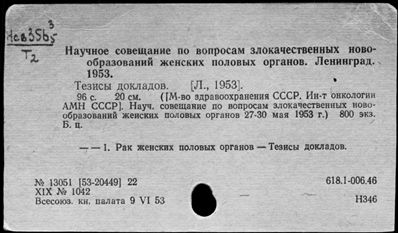 Нсв35б5 3
Т2
Научное совещание по вопросам злокачественных ново-
образований женских половых органов. Ленинград.
1953.
Тезисы докладов. [Л., 1953].
96 с. 20 см. ([М-во здравоохранения СССР. Ин-т онкологии
АМН СССР]. Науч. совещание по вопросам злокачественных ново-
образований женских половых органов 27-30 мая 1953 г.) 800 экз.
Б. ц.
— — 1. Рак женских половых органов — Тезисы докладов.
№ 13051 [53-20449] 22 618.1-006.46
XIX № 1042
Всесоюз. кн. палата 9 VI 53 Н346